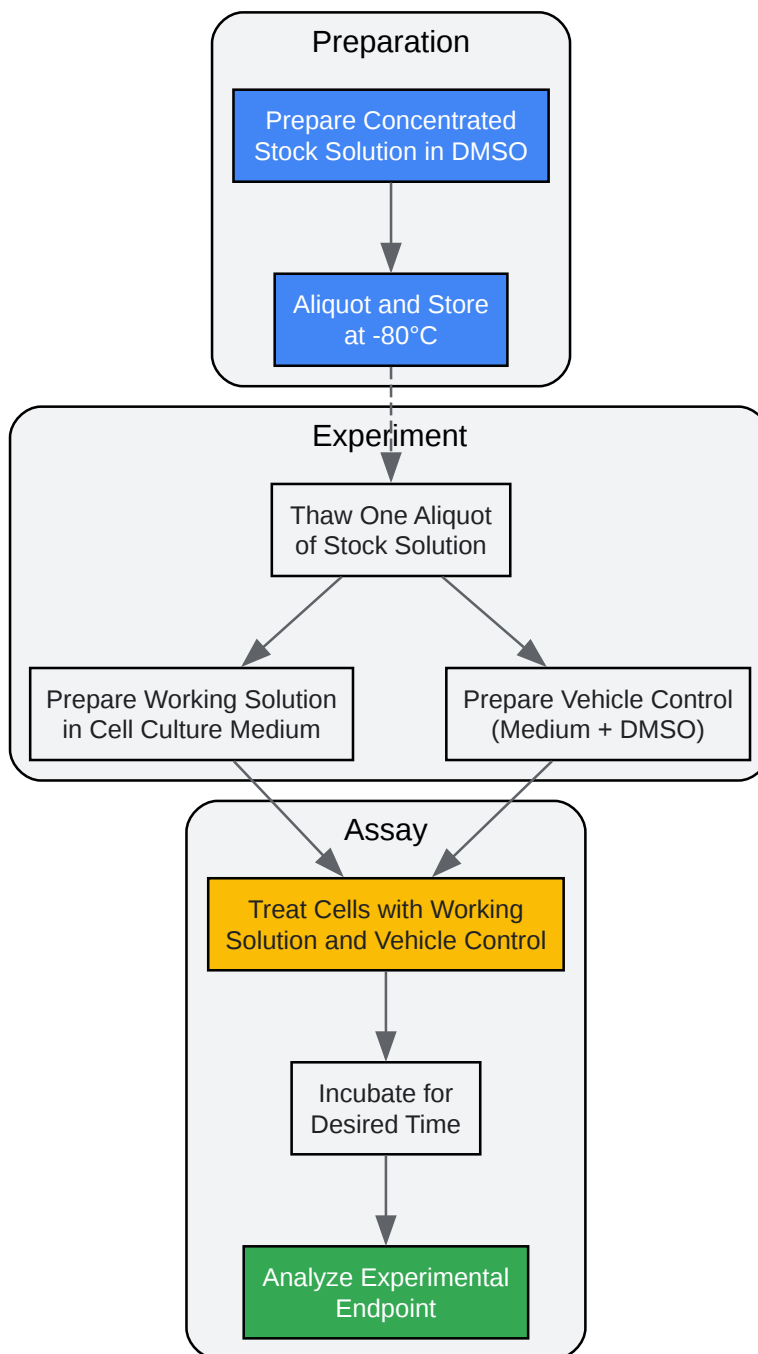 Preparation
Prepare Concentrated
Stock Solution in DMSO
Aliquot and Store
at -80°C
Experiment
Thaw One Aliquot
of Stock Solution
Prepare Working Solution
in Cell Culture Medium
Prepare Vehicle Control
(Medium + DMSO)
Assay
Treat Cells with Working
Solution and Vehicle Control
Incubate for
Desired Time
Analyze Experimental
Endpoint